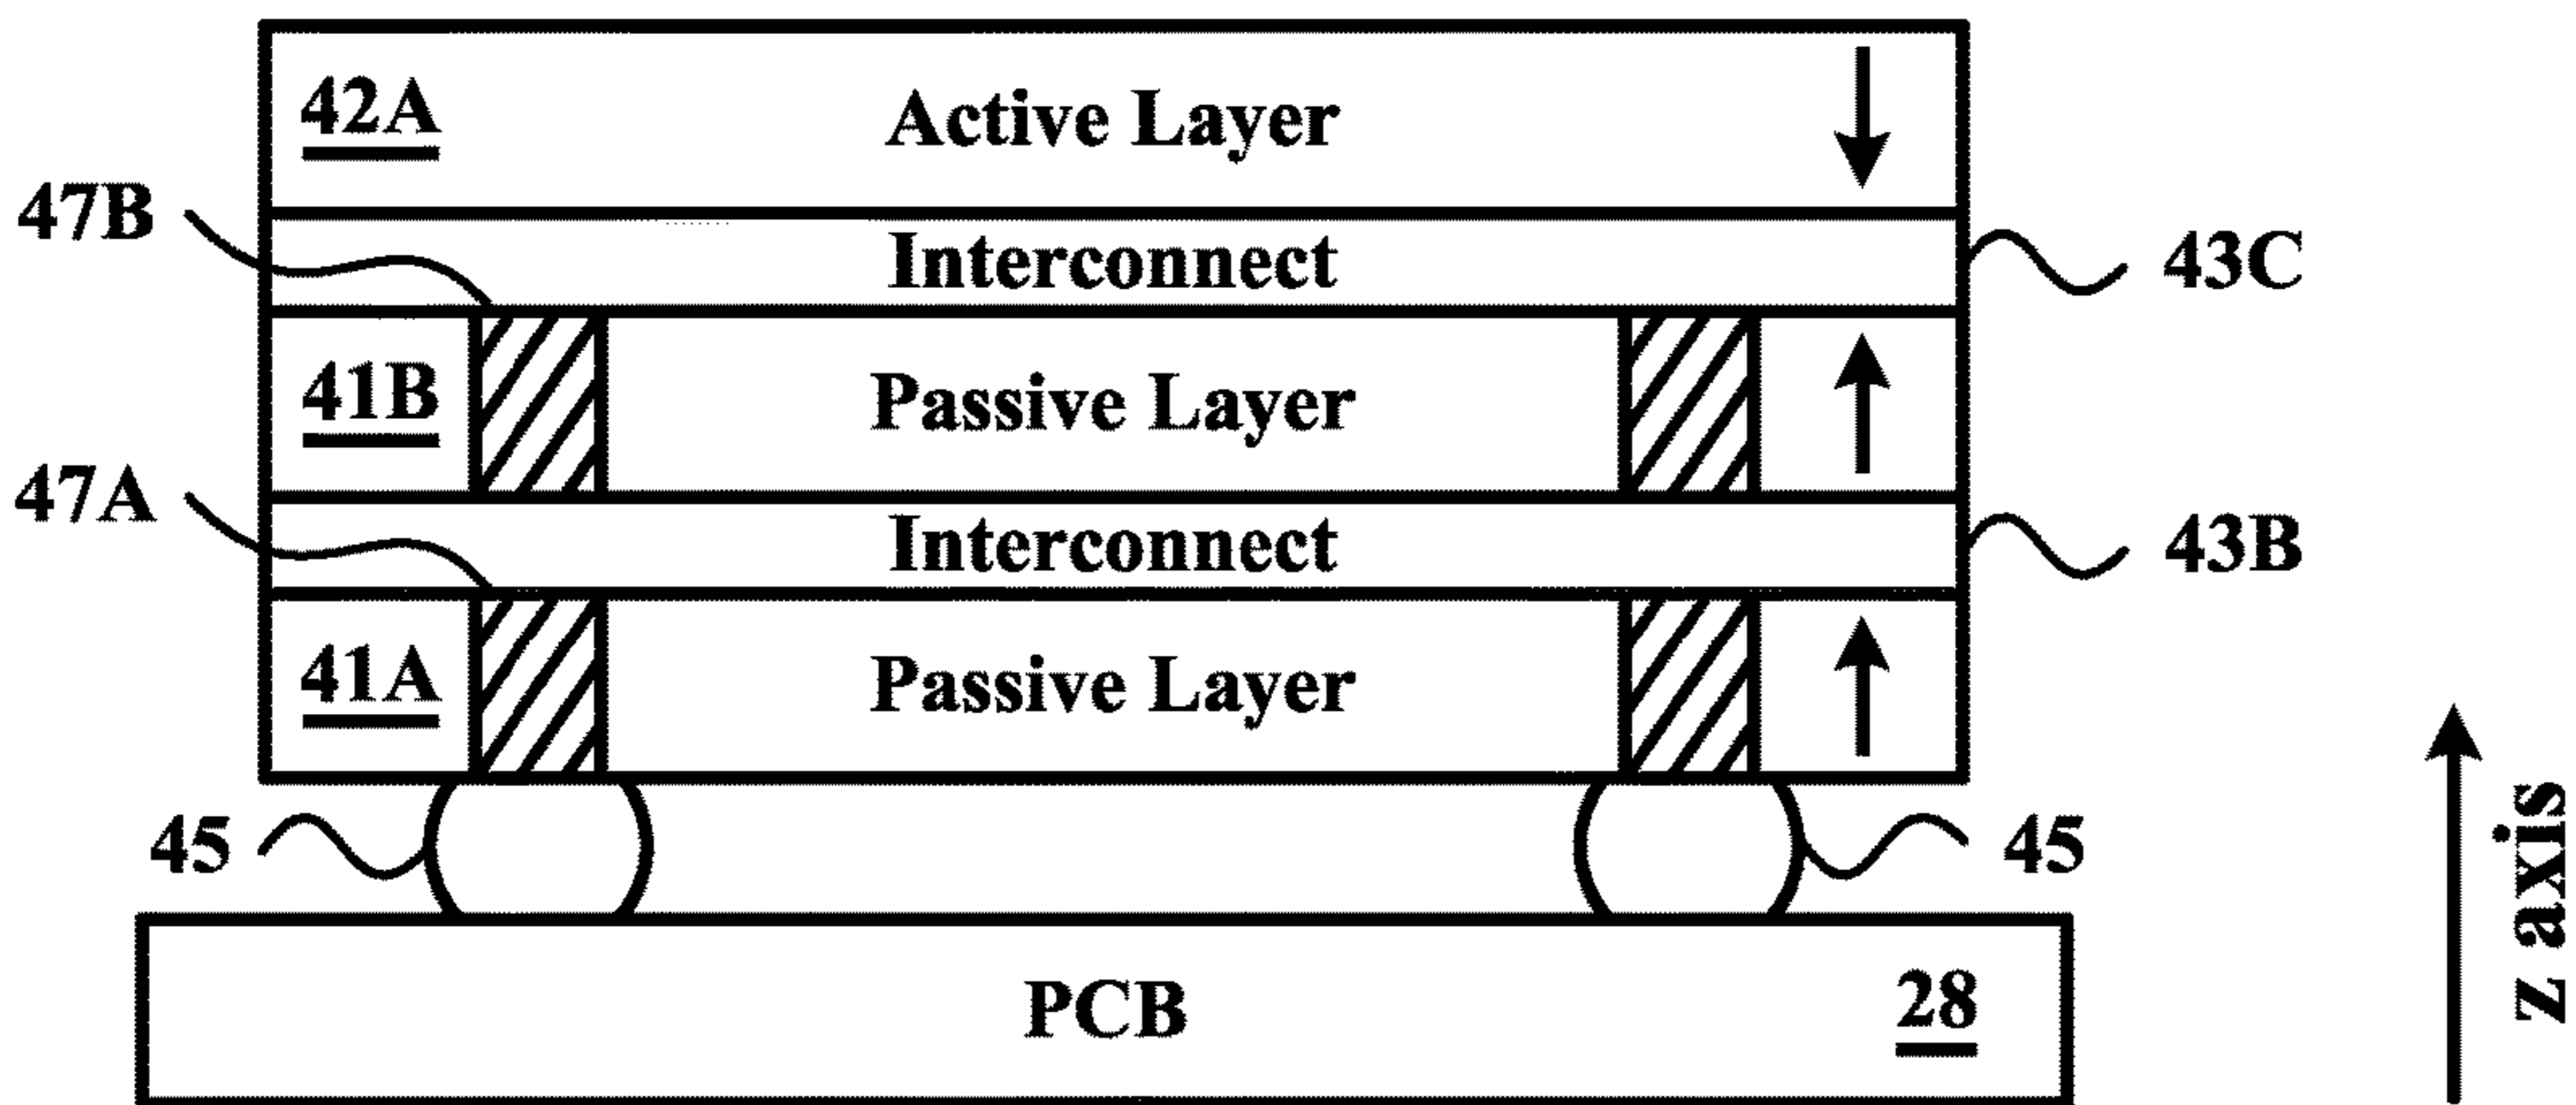 42A Active Layer
47B
Interconnect 43C
41B Passive Layer
47A
Interconnect 43B
41A Passive Layer
45 45
PCB 28
z axis